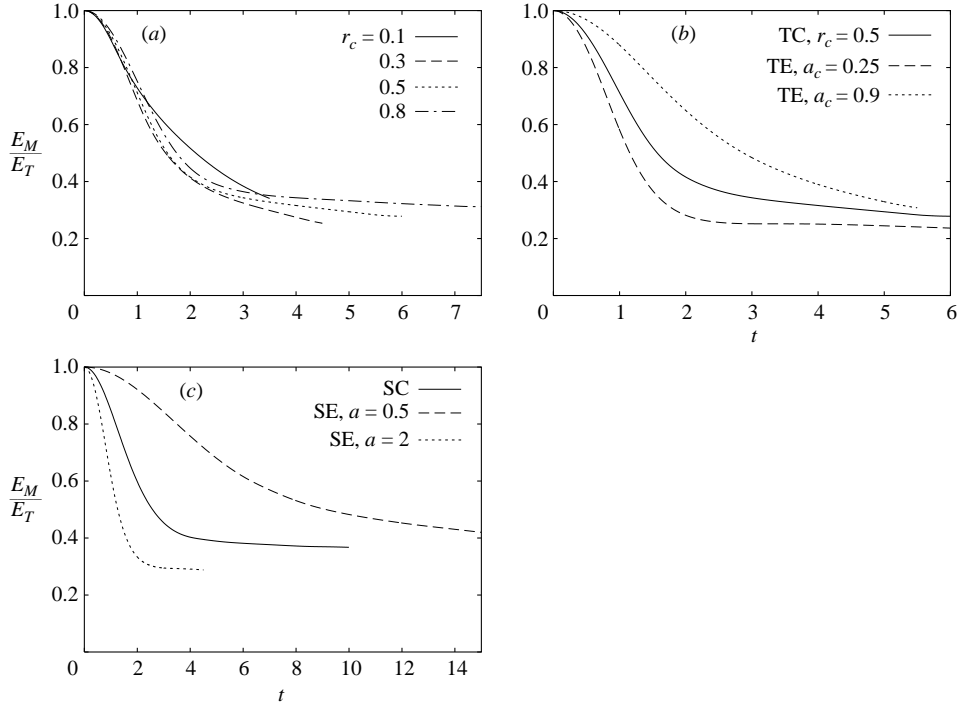 1.0
0.8
0.6
0.4
0.2
E_M
E_T
(a)
r_c = 0.1
0.3
0.5
0.8
0 1 2 3 4 5 6 7
1.0
0.8
0.6
0.4
0.2
(b)
TC, r_c = 0.5
TE, a_c = 0.25
TE, a_c = 0.9
0 1 2 3 4 5 6
t
1.0
0.8
0.6
0.4
0.2
E_M
E_T
(c)
SC
SE, a = 0.5
SE, a = 2
0 2 4 6 8 10 12 14
t